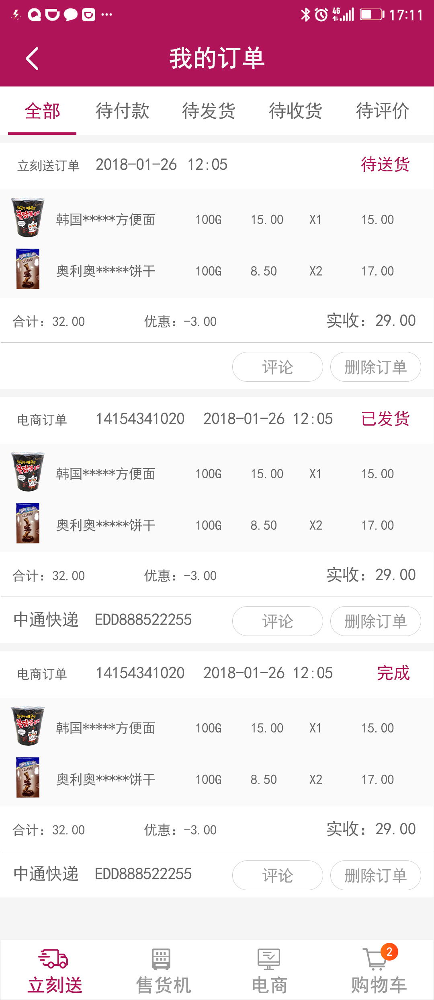 4G 17:11
我的订单
全部 待付款 待发货 待收货 待评价
立刻送订单 2018-01-26 12:05 待送货
韩国*****方便面 100G 15.00 X1 15.00
奥利奥*****饼干 100G 8.50 X2 17.00
合计：32.00 优惠：-3.00 实收：29.00
评论 删除订单
电商订单 14154341020 2018-01-26 12:05 已发货
韩国*****方便面 100G 15.00 X1 15.00
奥利奥*****饼干 100G 8.50 X2 17.00
合计：32.00 优惠：-3.00 实收：29.00
中通快递 EDD888522255 评论 删除订单
电商订单 14154341020 2018-01-26 12:05 完成
韩国*****方便面 100G 15.00 X1 15.00
奥利奥*****饼干 100G 8.50 X2 17.00
合计：32.00 优惠：-3.00 实收：29.00
中通快递 EDD888522255 评论 删除订单
2
立刻送 售货机 电商 购物车